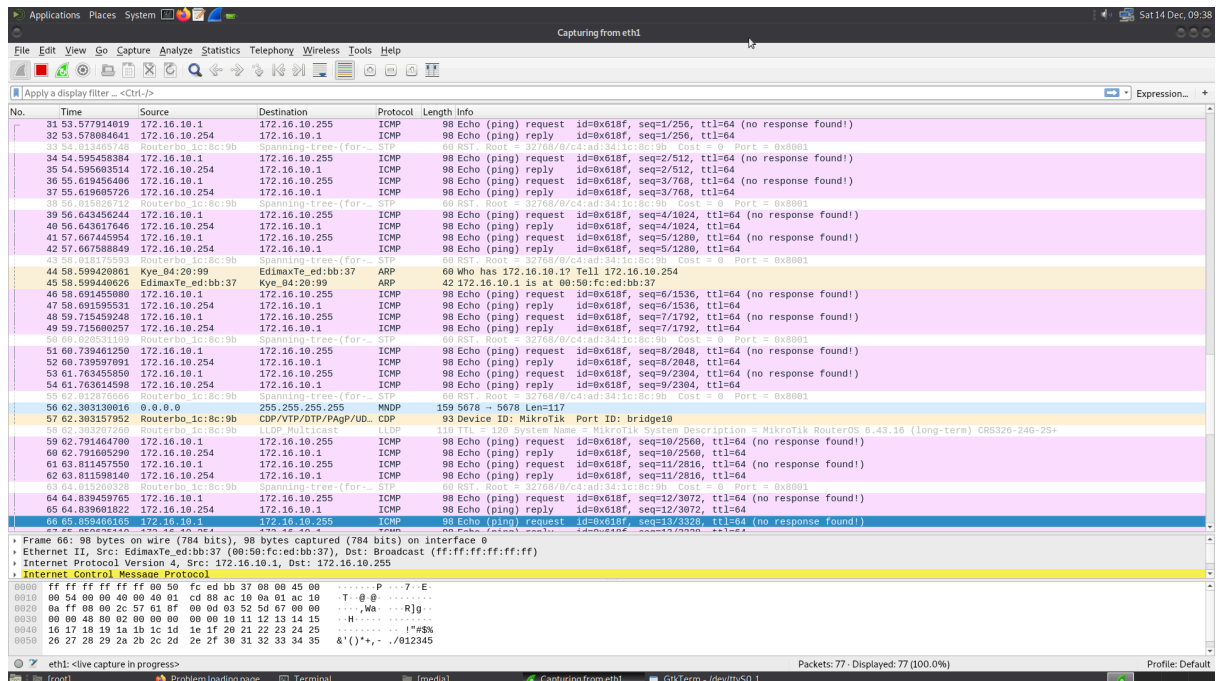 Applications Places System Sat 14 Dec, 09:38
Capturing from eth1
File Edit View Go Capture Analyze Statistics Telephony Wireless Tools Help
Apply a display filter ... <Ctrl-/> Expression... +
No. Time Source Destination Protocol Length Info
31 53.577914019 172.16.10.1 172.16.10.255 ICMP 98 Echo (ping) request id=0x618f, seq=1/256, ttl=64 (no response found!)
32 53.578084641 172.16.10.254 172.16.10.1 ICMP 98 Echo (ping) reply id=0x618f, seq=1/256, ttl=64
33 54.013465748 Routerbo_1c:8c:9b Spanning-tree-(for-… STP 60 RST. Root = 32768/0/c4:ad:34:1c:8c:9b Cost = 0 Port = 0x8001
34 54.595458384 172.16.10.1 172.16.10.255 ICMP 98 Echo (ping) request id=0x618f, seq=2/512, ttl=64 (no response found!)
35 54.595603514 172.16.10.254 172.16.10.1 ICMP 98 Echo (ping) reply id=0x618f, seq=2/512, ttl=64
36 55.619456406 172.16.10.1 172.16.10.255 ICMP 98 Echo (ping) request id=0x618f, seq=3/768, ttl=64 (no response found!)
37 55.619605726 172.16.10.254 172.16.10.1 ICMP 98 Echo (ping) reply id=0x618f, seq=3/768, ttl=64
38 56.015826712 Routerbo_1c:8c:9b Spanning-tree-(for-… STP 60 RST. Root = 32768/0/c4:ad:34:1c:8c:9b Cost = 0 Port = 0x8001
39 56.643456244 172.16.10.1 172.16.10.255 ICMP 98 Echo (ping) request id=0x618f, seq=4/1024, ttl=64 (no response found!)
40 56.643617646 172.16.10.254 172.16.10.1 ICMP 98 Echo (ping) reply id=0x618f, seq=4/1024, ttl=64
41 57.667445954 172.16.10.1 172.16.10.255 ICMP 98 Echo (ping) request id=0x618f, seq=5/1280, ttl=64 (no response found!)
42 57.667588849 172.16.10.254 172.16.10.1 ICMP 98 Echo (ping) reply id=0x618f, seq=5/1280, ttl=64
43 58.018175593 Routerbo_1c:8c:9b Spanning-tree-(for-… STP 60 RST. Root = 32768/0/c4:ad:34:1c:8c:9b Cost = 0 Port = 0x8001
44 58.599420861 Kye_04:20:99 EdimaxTe_ed:bb:37 ARP 60 Who has 172.16.10.1? Tell 172.16.10.254
45 58.599440626 EdimaxTe_ed:bb:37 Kye_04:20:99 ARP 42 172.16.10.1 is at 00:50:fc:ed:bb:37
46 58.691455080 172.16.10.1 172.16.10.255 ICMP 98 Echo (ping) request id=0x618f, seq=6/1536, ttl=64 (no response found!)
47 58.691595531 172.16.10.254 172.16.10.1 ICMP 98 Echo (ping) reply id=0x618f, seq=6/1536, ttl=64
48 59.715459248 172.16.10.1 172.16.10.255 ICMP 98 Echo (ping) request id=0x618f, seq=7/1792, ttl=64 (no response found!)
49 59.715600257 172.16.10.254 172.16.10.1 ICMP 98 Echo (ping) reply id=0x618f, seq=7/1792, ttl=64
50 60.020531109 Routerbo_1c:8c:9b Spanning-tree-(for-… STP 60 RST. Root = 32768/0/c4:ad:34:1c:8c:9b Cost = 0 Port = 0x8001
51 60.739461250 172.16.10.1 172.16.10.255 ICMP 98 Echo (ping) request id=0x618f, seq=8/2048, ttl=64 (no response found!)
52 60.739597091 172.16.10.254 172.16.10.1 ICMP 98 Echo (ping) reply id=0x618f, seq=8/2048, ttl=64
53 61.763455850 172.16.10.1 172.16.10.255 ICMP 98 Echo (ping) request id=0x618f, seq=9/2304, ttl=64 (no response found!)
54 61.763614598 172.16.10.254 172.16.10.1 ICMP 98 Echo (ping) reply id=0x618f, seq=9/2304, ttl=64
55 62.012876666 Routerbo_1c:8c:9b Spanning-tree-(for-… STP 60 RST. Root = 32768/0/c4:ad:34:1c:8c:9b Cost = 0 Port = 0x8001
56 62.303130016 0.0.0.0 255.255.255.255 MNDP 159 5678 → 5678 Len=117
57 62.303157952 Routerbo_1c:8c:9b CDP/VTP/DTP/PAgP/UD… CDP 93 Device ID: MikroTik Port ID: bridge10
58 62.303207260 Routerbo_1c:8c:9b LLDP_Multicast LLDP 110 TTL = 120 System Name = MikroTik System Description = MikroTik RouterOS 6.43.16 (long-term) CRS326-24G-2S+
59 62.791464700 172.16.10.1 172.16.10.255 ICMP 98 Echo (ping) request id=0x618f, seq=10/2560, ttl=64 (no response found!)
60 62.791605290 172.16.10.254 172.16.10.1 ICMP 98 Echo (ping) reply id=0x618f, seq=10/2560, ttl=64
61 63.811457550 172.16.10.1 172.16.10.255 ICMP 98 Echo (ping) request id=0x618f, seq=11/2816, ttl=64 (no response found!)
62 63.811598140 172.16.10.254 172.16.10.1 ICMP 98 Echo (ping) reply id=0x618f, seq=11/2816, ttl=64
63 64.015260328 Routerbo_1c:8c:9b Spanning-tree-(for-… STP 60 RST. Root = 32768/0/c4:ad:34:1c:8c:9b Cost = 0 Port = 0x8001
64 64.839459765 172.16.10.1 172.16.10.255 ICMP 98 Echo (ping) request id=0x618f, seq=12/3072, ttl=64 (no response found!)
65 64.839601822 172.16.10.254 172.16.10.1 ICMP 98 Echo (ping) reply id=0x618f, seq=12/3072, ttl=64
66 65.859466165 172.16.10.1 172.16.10.255 ICMP 98 Echo (ping) request id=0x618f, seq=13/3328, ttl=64 (no response found!)
Frame 66: 98 bytes on wire (784 bits), 98 bytes captured (784 bits) on interface 0
Ethernet II, Src: EdimaxTe_ed:bb:37 (00:50:fc:ed:bb:37), Dst: Broadcast (ff:ff:ff:ff:ff:ff)
Internet Protocol Version 4, Src: 172.16.10.1, Dst: 172.16.10.255
Internet Control Message Protocol
0000 ff ff ff ff ff ff 00 50 fc ed bb 37 08 00 45 00 ·······P ···7··E·
0010 00 54 00 00 40 00 40 01 cd 88 ac 10 0a 01 ac 10 ·T··@·@· ········
0020 0a ff 08 00 2c 57 61 8f 00 0d 03 52 5d 67 00 00 ····,Wa· ···R]g··
0030 00 00 48 80 02 00 00 00 00 00 10 11 12 13 14 15 ··H····· ········
0040 16 17 18 19 1a 1b 1c 1d 1e 1f 20 21 22 23 24 25 ········ ·· !"#$%
0050 26 27 28 29 2a 2b 2c 2d 2e 2f 30 31 32 33 34 35 &'()*+,- ./012345
eth1: <live capture in progress> Packets: 77 · Displayed: 77 (100.0%) Profile: Default
[root] Problem loading page Terminal [media] Capturing from eth1 GtkTerm - /dev/ttyS0 1